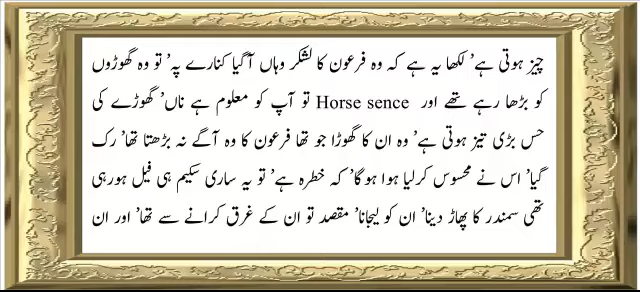 چیز ہوتی ہے’ لکھا یہ ہے کہ وہ فرعون کا لشکر وہاں آگیا کنارے پہ’ تو وہ گھوڑوں
کو بڑھا رہے تھے اور Horse sence تو آپ کو معلوم ہے ناں’ گھوڑے کی
حس بڑی تیز ہوتی ہے’ وہ ان کا گھوڑا جو تھا فرعون کا وہ آگے نہ بڑھتا تھا’ رک
گیا’ اس نے محسوس کرلیا ہوا ہوگا’ کہ خطرہ ہے’ تو یہ ساری سکیم ہی فیل ہورہی
تھی سمندر کا پھاڑ دینا’ ان کو لیجانا’ مقصد تو ان کے غرق کرانے سے تھا’ اور ان